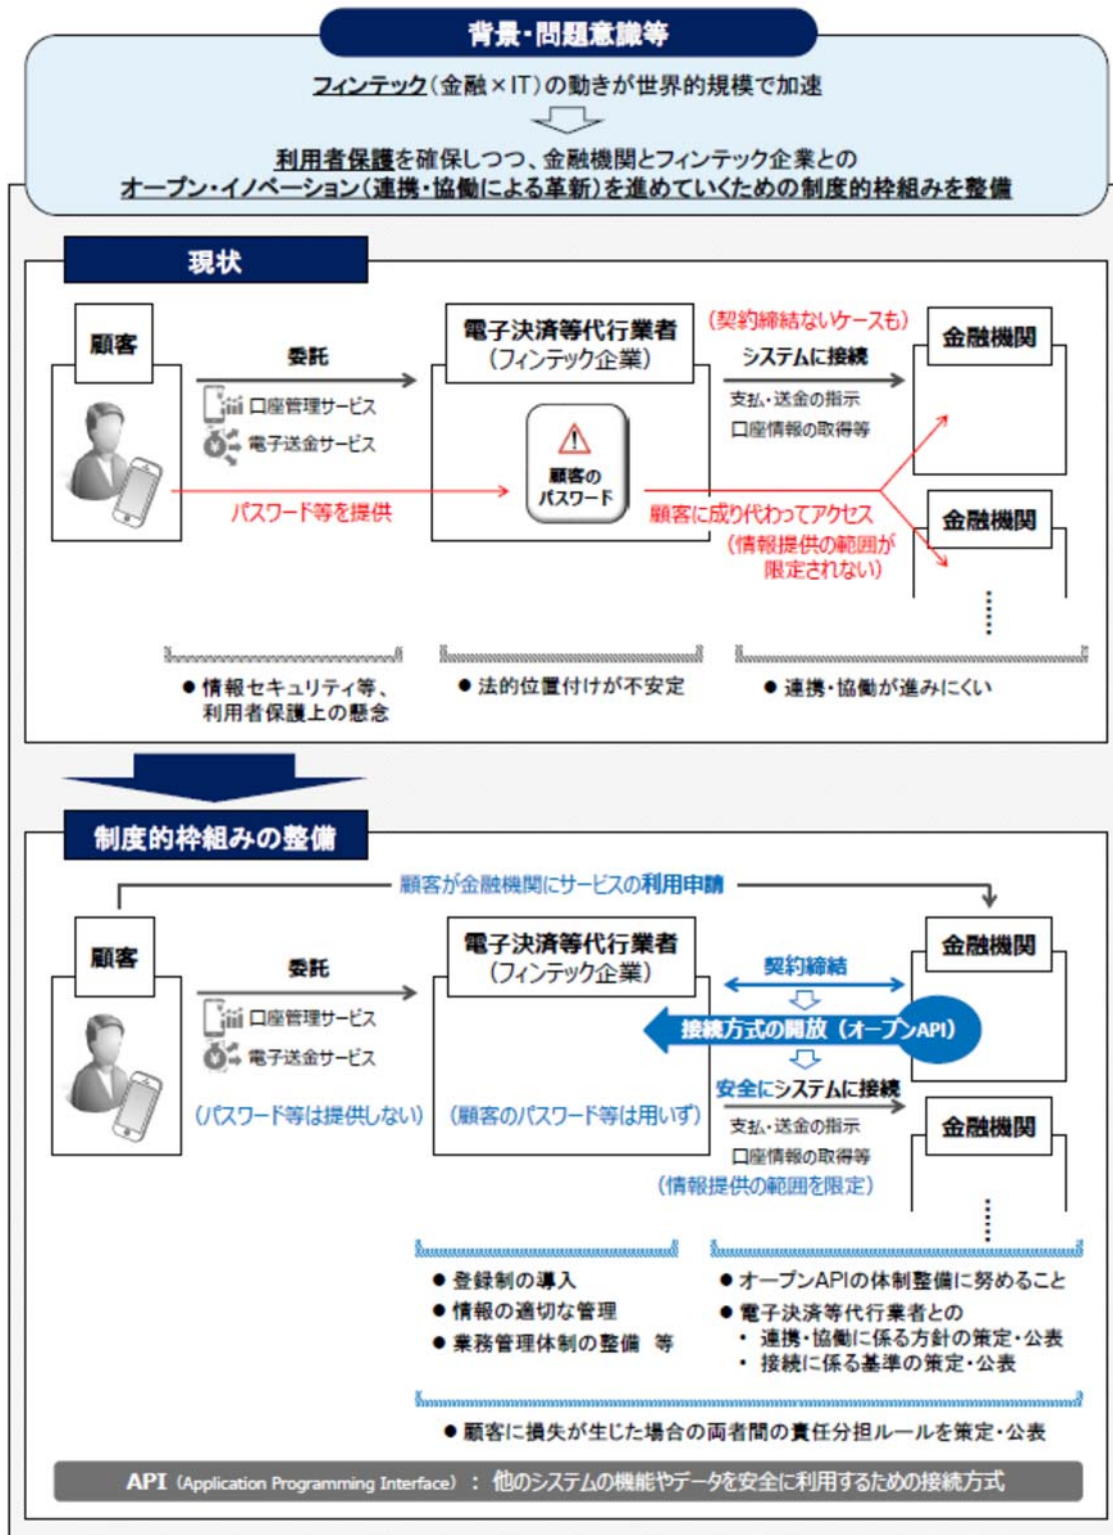 背景・問題意識等
フィンテック(金融×IT)の動きが世界的規模で加速
利用者保護を確保しつつ、金融機関とフィンテック企業との
オープン・イノベーション(連携・協働による革新)を進めていくための制度的枠組みを整備
現状
顧客
委託
口座管理サービス
電子送金サービス
パスワード等を提供
電子決済等代行業者
(フィンテック企業)
顧客の
パスワード
(契約締結ないケースも)
システムに接続
支払・送金の指示
口座情報の取得等
顧客に成り代わってアクセス
(情報提供の範囲が
限定されない)
金融機関
金融機関
● 情報セキュリティ等、
利用者保護上の懸念
● 法的位置付けが不安定
● 連携・協働が進みにくい
制度的枠組みの整備
顧客が金融機関にサービスの利用申請
顧客
委託
口座管理サービス
電子送金サービス
(パスワード等は提供しない)
電子決済等代行業者
(フィンテック企業)
(顧客のパスワード等は用いず)
契約締結
接続方式の開放(オープンAPI)
安全にシステムに接続
支払・送金の指示
口座情報の取得等
(情報提供の範囲を限定)
金融機関
金融機関
● 登録制の導入
● 情報の適切な管理
● 業務管理体制の整備 等
● オープンAPIの体制整備に努めること
● 電子決済等代行業者との
・ 連携・協働に係る方針の策定・公表
・ 接続に係る基準の策定・公表
● 顧客に損失が生じた場合の両者間の責任分担ルールを策定・公表
API (Application Programming Interface) : 他のシステムの機能やデータを安全に利用するための接続方式